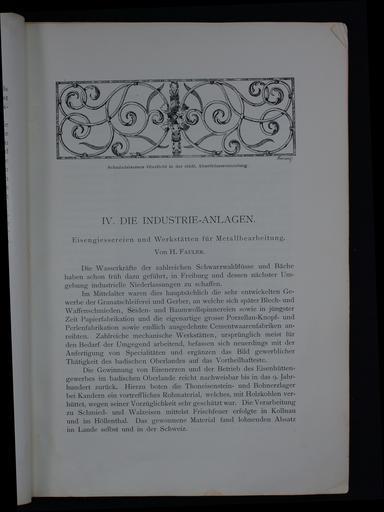 Schmiedeisernes Oberlicht in der städt. Altertümersammlung.
IV. DIE INDUSTRIE-ANLAGEN.
Eisengiessereien und Werkstätten für Metallbearbeitung.
Von H. Fauler.
Die Wasserkräfte der zahlreichen Schwarzwaldflüsse und Bäche
haben schon früh dazu geführt, in Freiburg und dessen nächster Um-
gebung industrielle Niederlassungen zu schaffen.
Im Mittelalter waren dies hauptsächlich die sehr entwickelten Ge-
werbe der Granatschleiferei und Gerber, an welche sich später Blech- und
Waffenschmieden, Seiden- und Baumwollspinnereien sowie in jüngster
Zeit Papierfabrikation und die eigenartige grosse Porzellan-Knopf- und
Perlenfabrikation sowie endlich ausgedehnte Cementwaarenfabriken an-
reihten. Zahlreiche mechanische Werkstätten, ursprünglich meist für
den Bedarf der Umgegend arbeitend, befassen sich neuerdings mit der
Anfertigung von Specialitäten und ergänzen das Bild gewerblicher
Thätigkeit des badischen Oberlandes auf das Vortheilhafteste.
Die Gewinnung von Eisenerzen und der Betrieb des Eisenhütten-
gewerbes im badischen Oberlande reicht nachweisbar bis in das 9. Jahr-
hundert zurück. Hierzu boten die Thoneisenstein- und Bohnerzlager
bei Kandern ein vortreffliches Rohmaterial, welches, mit Holzkohlen ver-
hüttet, wegen seiner Vorzüglichkeit sehr geschätzt war. Die Verarbeitung
zu Schmied- und Walzeisen mittelst Frischfeuer erfolgte in Kollnau
und im Höllenthal. Das gewonnene Material fand lohnenden Absatz
im Lande selbst und in der Schweiz.